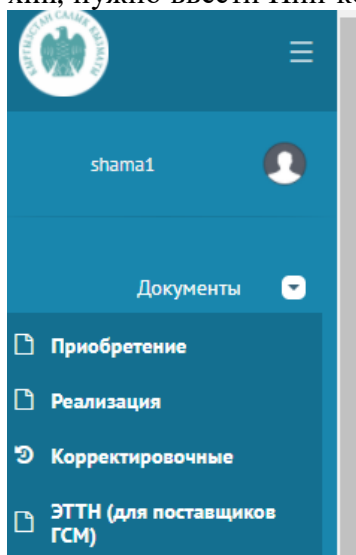 shama1
Документы
Приобретение
Реализация
Корректировочные
ЭТТН (для поставщиков
ГСМ)